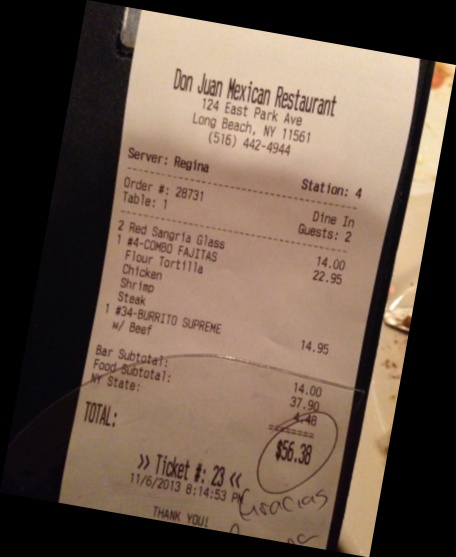 Don Juan Mexican Restaurant
124 East Park Ave
Long Beach, NY 11561
(516) 442-4944
Server: Regina Station: 4
Order #: 28731 Dine In
Table: 1 Guests: 2
2 Red Sangria Glass 14.00
1 #4-COMBO FAJITAS 22.95
Flour Tortilla
Chicken
Shrimp
Steak
1 #34-BURRITO SUPREME 14.95
w/ Beef
Bar Subtotal: 14.00
Food Subtotal: 37.90
NY State: 4.48
TOTAL: $56.38
>> Ticket #: 23 <<
11/6/2013 8:14:53 PM
Gracias
THANK YOU!